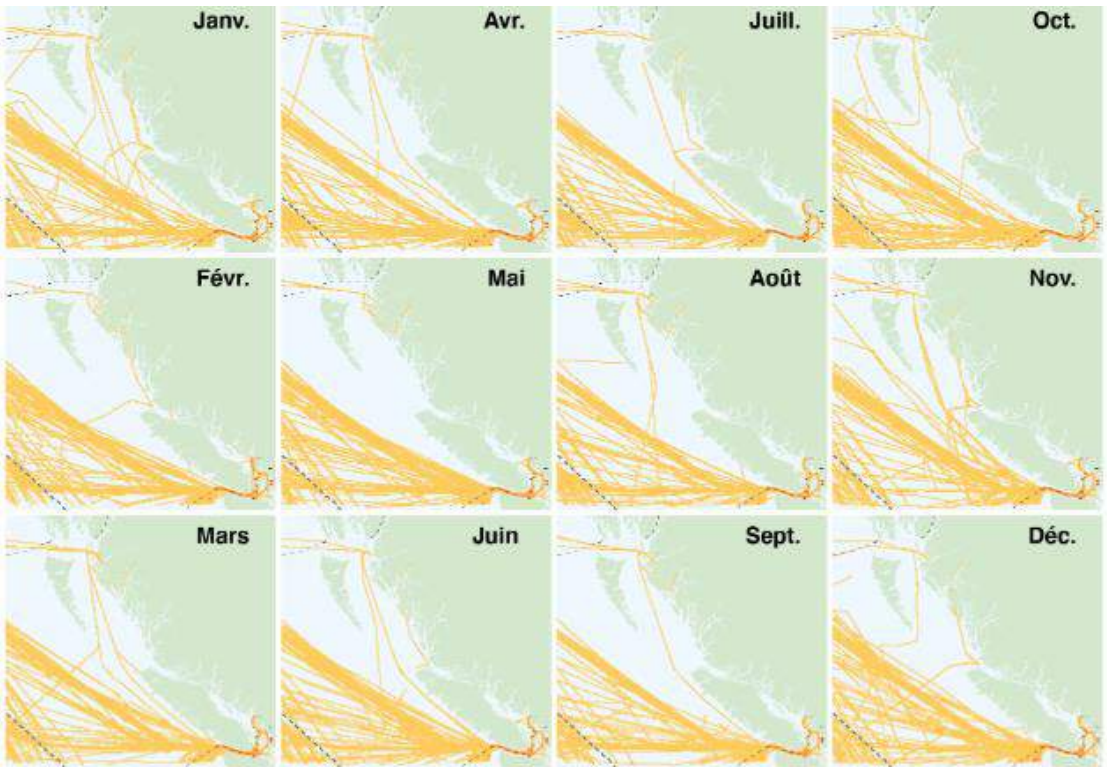 Janv.
Avr.
Juill.
Oct.
Févr.
Mai
Août
Nov.
Mars
Juin
Sept.
Déc.